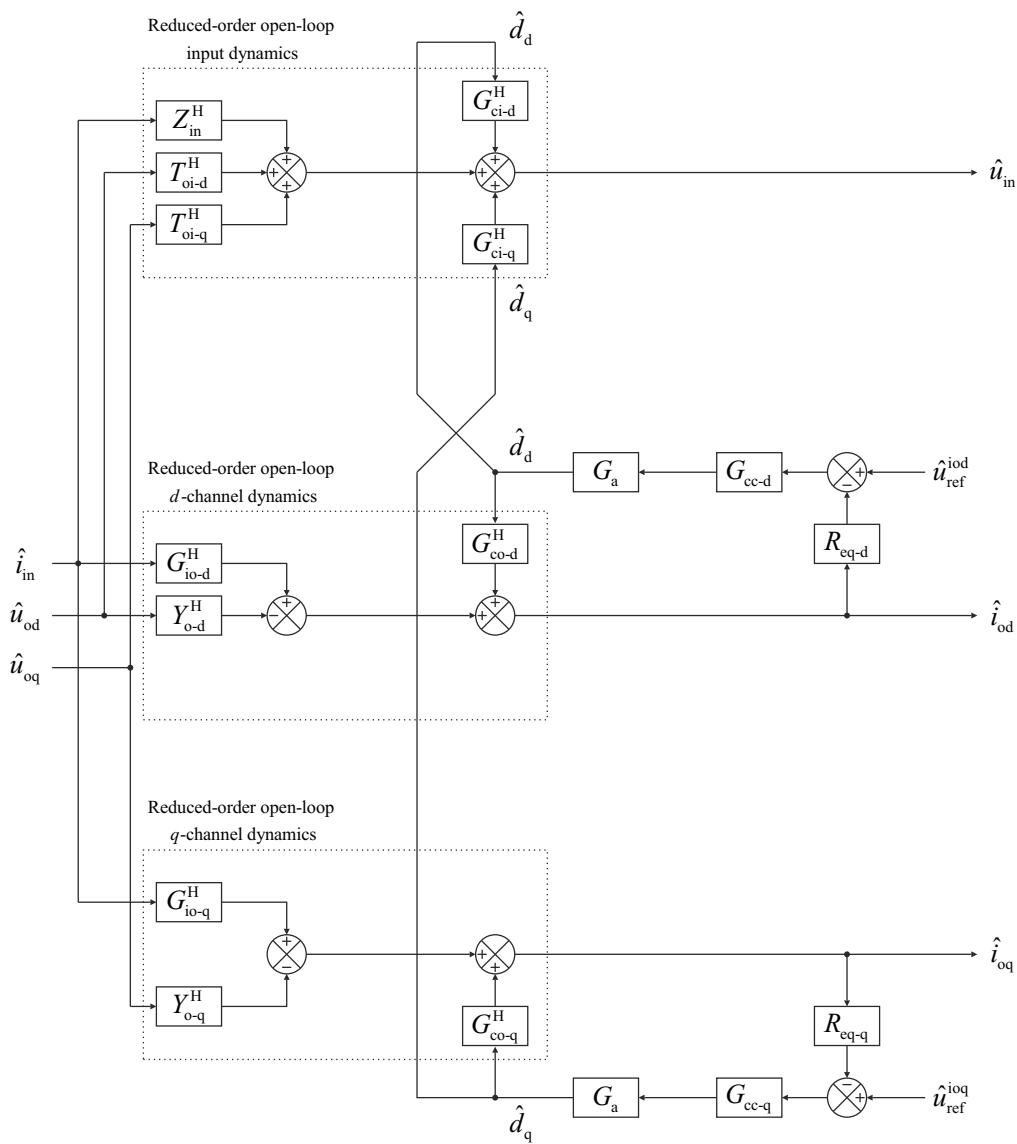 Reduced-order open-loop
input dynamics
d̂d
Z^H_in
T^H_oi-d
T^H_oi-q
G^H_ci-d
+
+
+
+
+
+
G^H_ci-q
û_in
d̂q
d̂d
G_a
G_cc-d
+
−
û^iod_ref
R_eq-d
Reduced-order open-loop
d-channel dynamics
î_in
û_od
û_oq
G^H_io-d
Y^H_o-d
+
−
G^H_co-d
+
+
î_od
Reduced-order open-loop
q-channel dynamics
G^H_io-q
Y^H_o-q
+
−
+
+
G^H_co-q
î_oq
R_eq-q
d̂q
G_a
G_cc-q
−
+
û^ioq_ref